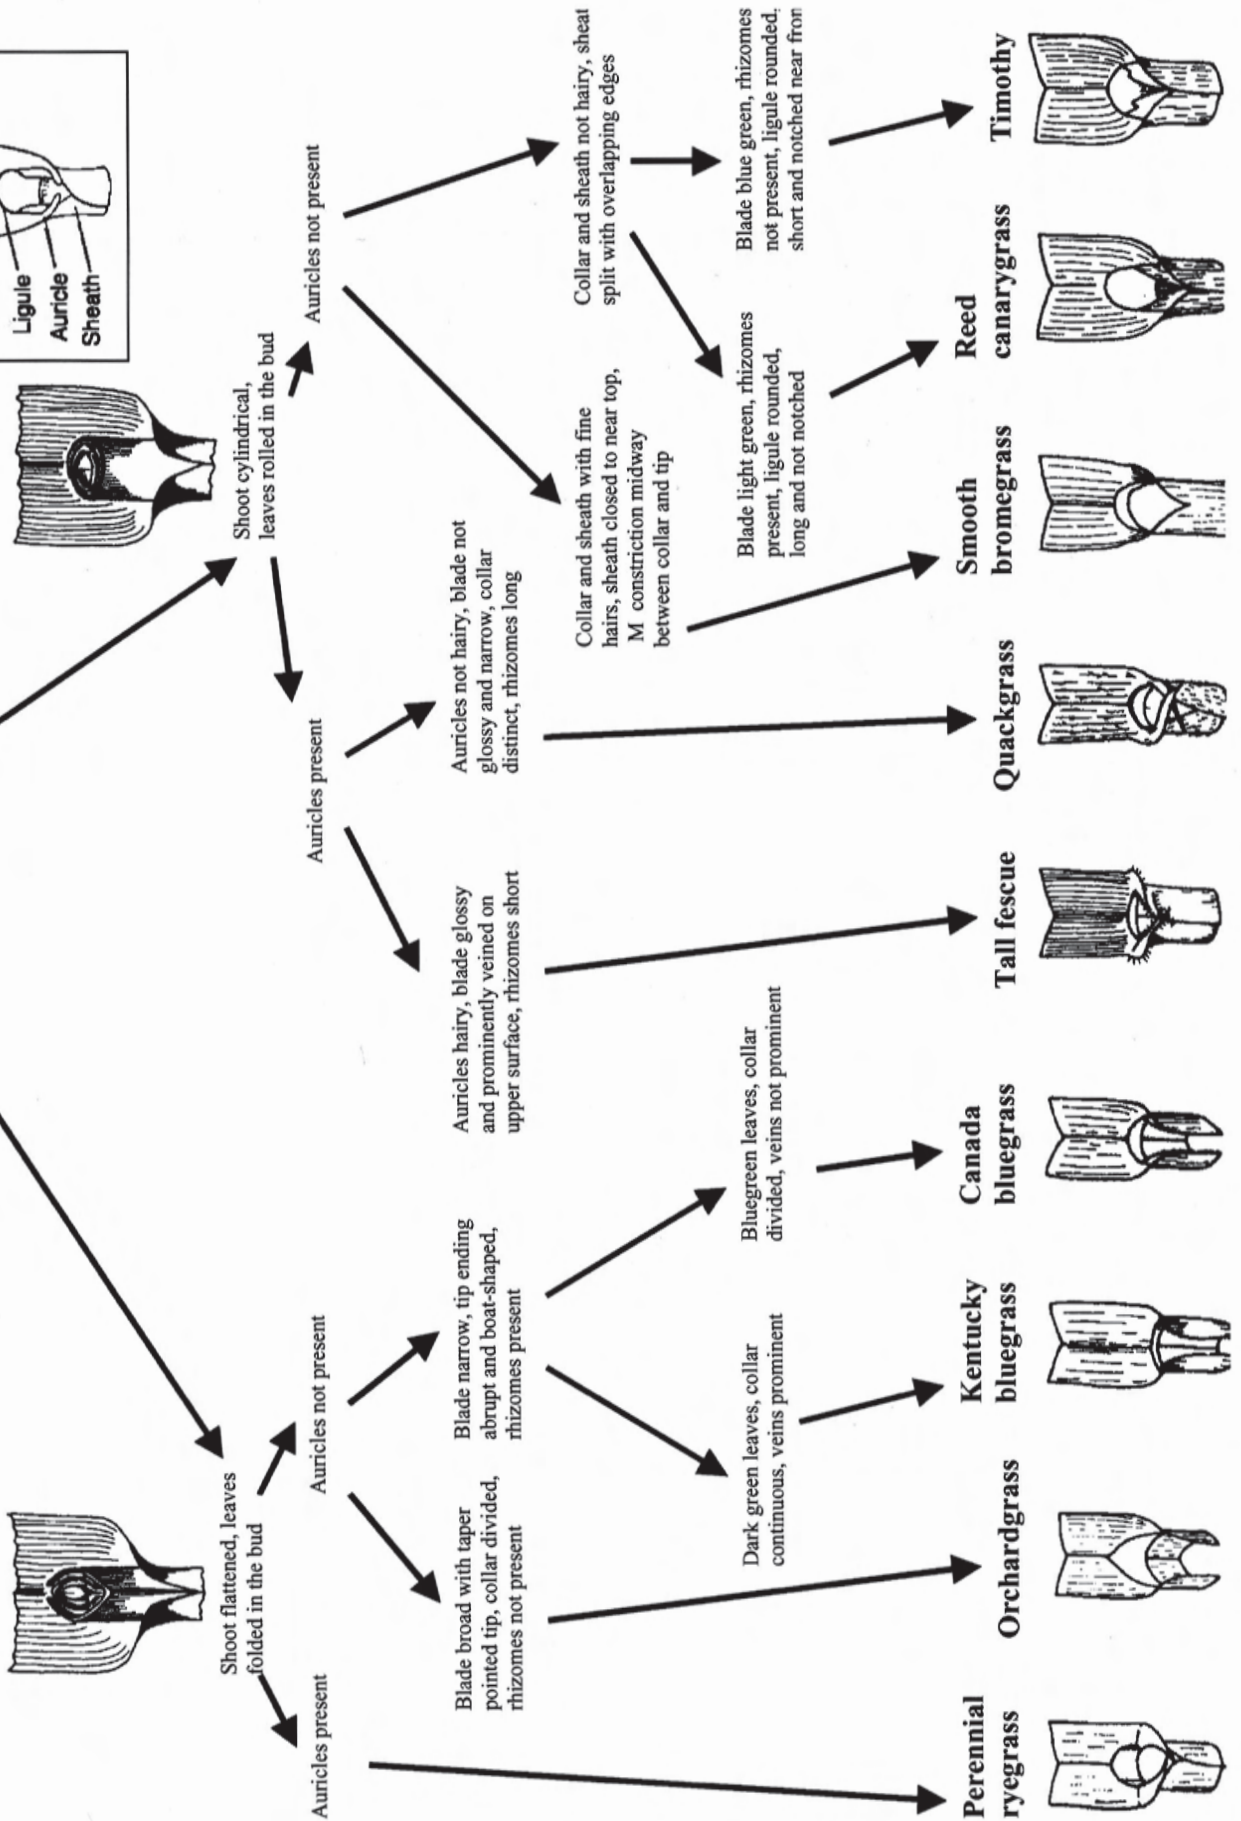 Ligule
Auricle
Sheath
Shoot flattened, leaves
folded in the bud
Shoot cylindrical,
leaves rolled in the bud
Auricles present
Auricles not present
Auricles present
Auricles not present
Blade broad with taper
pointed tip, collar divided,
rhizomes not present
Blade narrow, tip ending
abrupt and boat-shaped,
rhizomes present
Auricles hairy, blade glossy
and prominently veined on
upper surface, rhizomes short
Auricles not hairy, blade not
glossy and narrow, collar
distinct, rhizomes long
Collar and sheath with fine
hairs, sheath closed to near top,
M constriction midway
between collar and tip
Collar and sheath not hairy, sheat
split with overlapping edges
Dark green leaves, collar
continuous, veins prominent
Bluegreen leaves, collar
divided, veins not prominent
Blade light green, rhizomes
present, ligule rounded,
long and not notched
Blade blue green, rhizomes
not present, ligule rounded,
short and notched near fron
Perennial
ryegrass
Orchardgrass
Kentucky
bluegrass
Canada
bluegrass
Tall fescue
Quackgrass
Smooth
bromegrass
Reed
canarygrass
Timothy